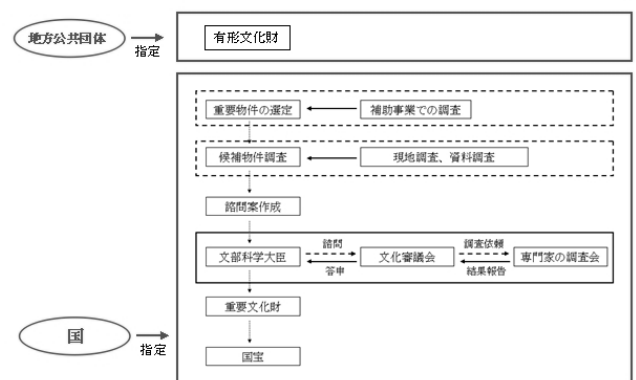 地方公共団体
指定
有形文化財
重要物件の選定
補助事業での調査
候補物件調査
現地調査、資料調査
諮問案作成
文部科学大臣
諮問
答申
文化審議会
調査依頼
結果報告
専門家の調査会
重要文化財
国
指定
国宝